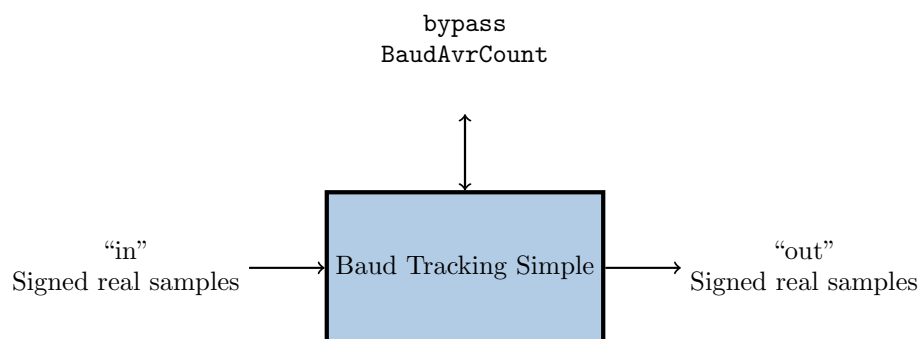 bypass
BaudAvrCount
“in”
Signed real samples
Baud Tracking Simple
“out”
Signed real samples